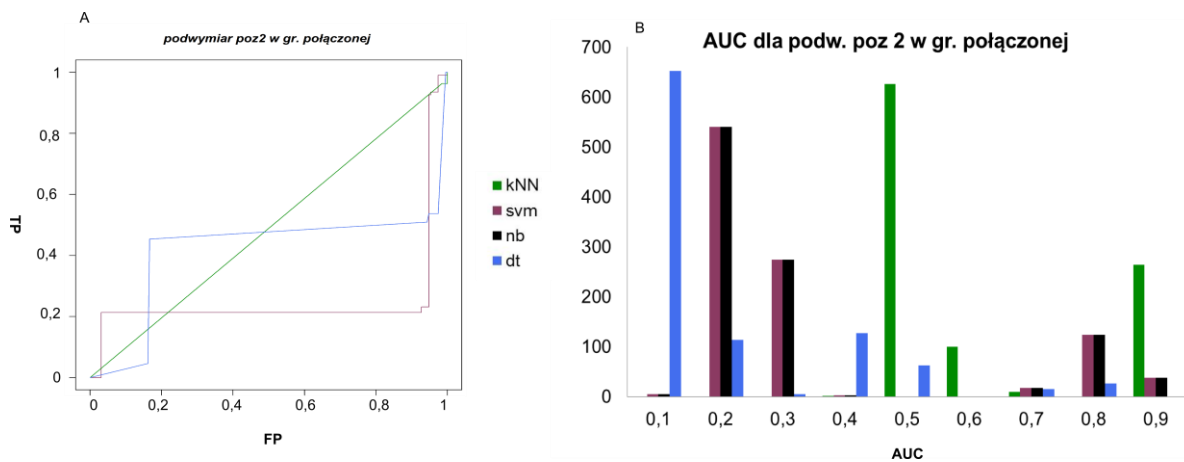 A
podwymiar poz2 w gr. połączonej
1
0,8
0,6
0,4
0,2
0
TP
0 0,2 0,4 0,6 0,8 1
FP
kNN
svm
nb
dt
B
AUC dla podw. poz 2 w gr. połączonej
700
600
500
400
300
200
100
0
0,1 0,2 0,3 0,4 0,5 0,6 0,7 0,8 0,9
AUC